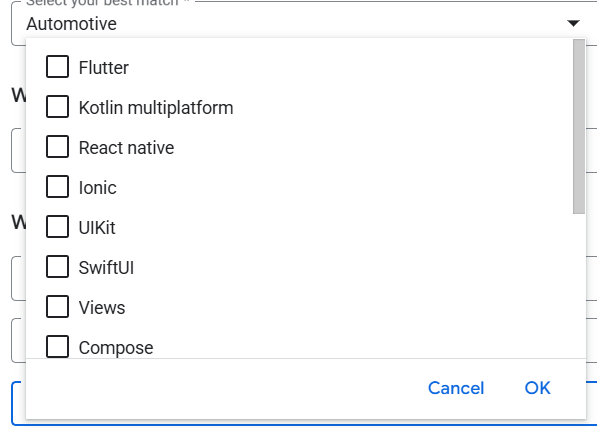 Select your best match *
Automotive
Flutter
W
Kotlin multiplatform
React native
Ionic
W
UIKit
SwiftUI
Views
Compose
Cancel
OK